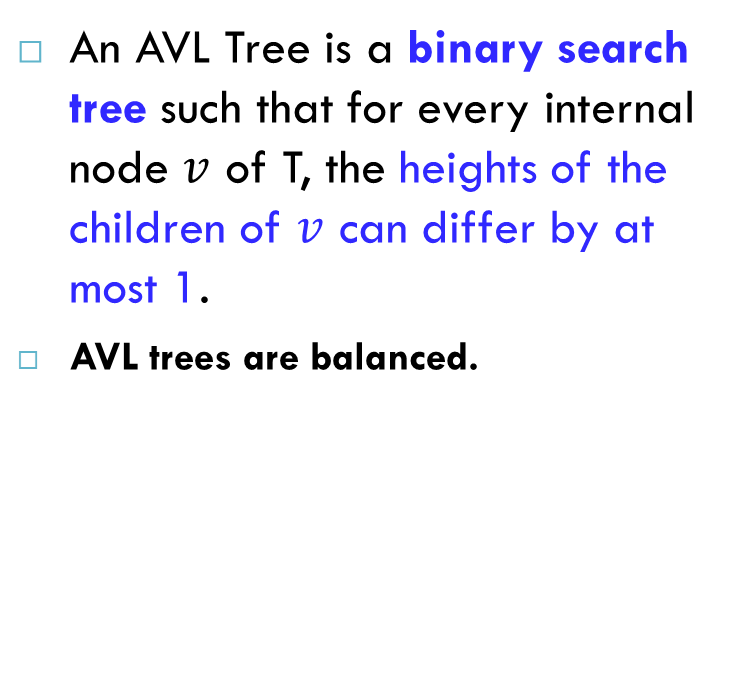 An AVL Tree is a binary search
tree such that for every internal
node 𝑣 of T, the heights of the
children of 𝑣 can differ by at
most 1.
AVL trees are balanced.